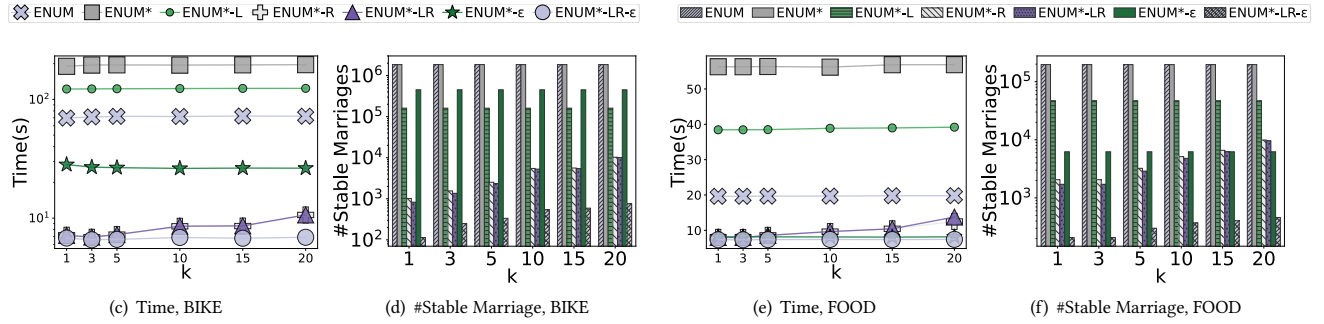 ENUM ENUM* ENUM*-L ENUM*-R ENUM*-LR ENUM*-ε ENUM*-LR-ε
ENUM ENUM* ENUM*-L ENUM*-R ENUM*-LR ENUM*-ε ENUM*-LR-ε
Time(s)
10²
10¹
1 3 5 10 15 20
k
(c) Time, BIKE
#Stable Marriages
10⁶
10⁵
10⁴
10³
10²
1 3 5 10 15 20
k
(d) #Stable Marriage, BIKE
Time(s)
50
40
30
20
10
1 3 5 10 15 20
k
(e) Time, FOOD
#Stable Marriages
10⁵
10⁴
10³
1 3 5 10 15 20
k
(f) #Stable Marriage, FOOD